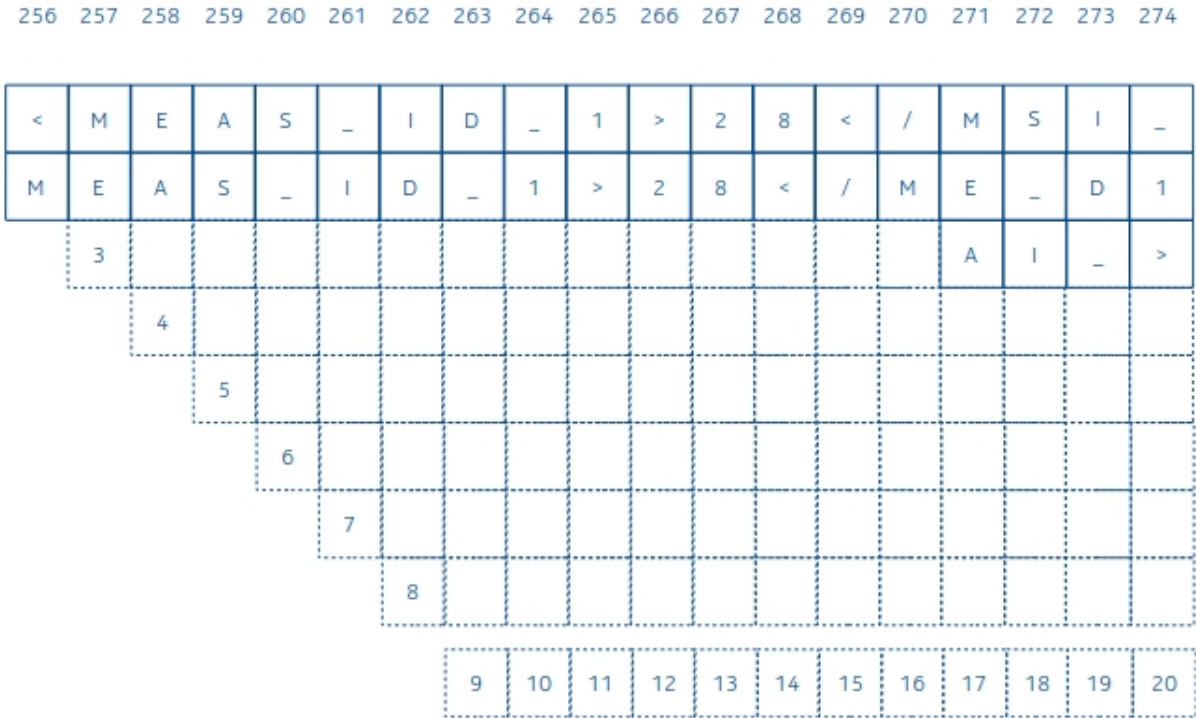 256 257 258 259 260 261 262 263 264 265 266 267 268 269 270 271 272 273 274
< M E A S _ I D _ 1 > 2 8 < / M S I _
M E A S _ I D _ 1 > 2 8 < / M E _ D 1
3 A I _ >
4
5
6
7
8
9 10 11 12 13 14 15 16 17 18 19 20